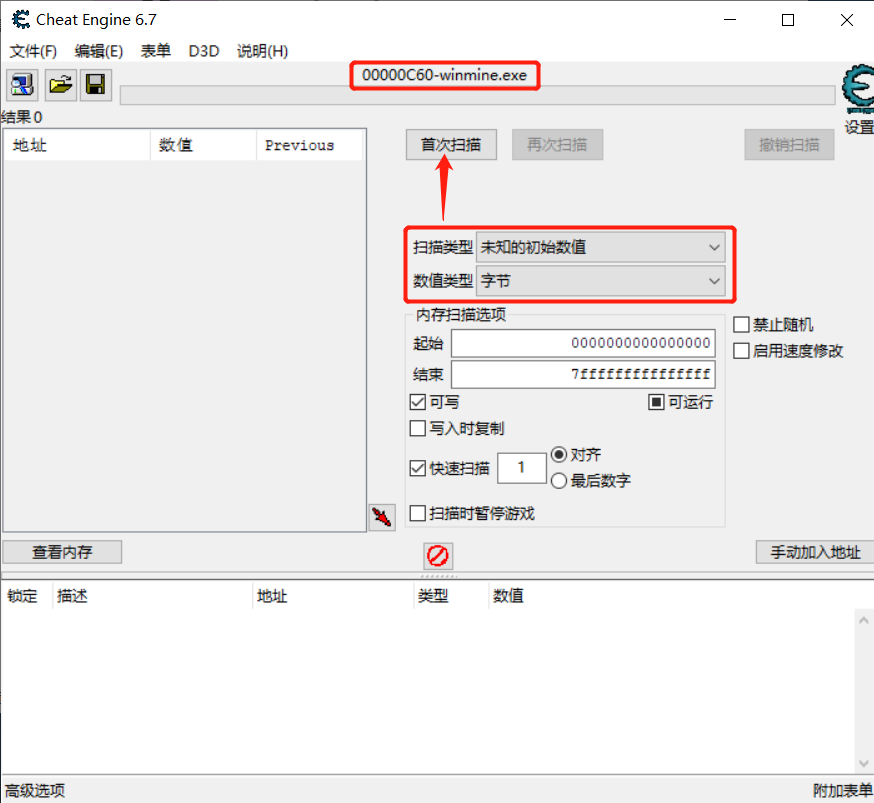 Cheat Engine 6.7
文件(F) 编辑(E) 表单 D3D 说明(H)
00000C60-winmine.exe
结果0
设置
地址 数值 Previous
首次扫描 再次扫描 撤销扫描
扫描类型 未知的初始数值
数值类型 字节
内存扫描选项
起始 0000000000000000
结束 7fffffffffffffff
禁止随机
启用速度修改
可写 可运行
写入时复制
快速扫描 1 对齐
最后数字
扫描时暂停游戏
查看内存 手动加入地址
锁定 描述 地址 类型 数值
高级选项 附加表单